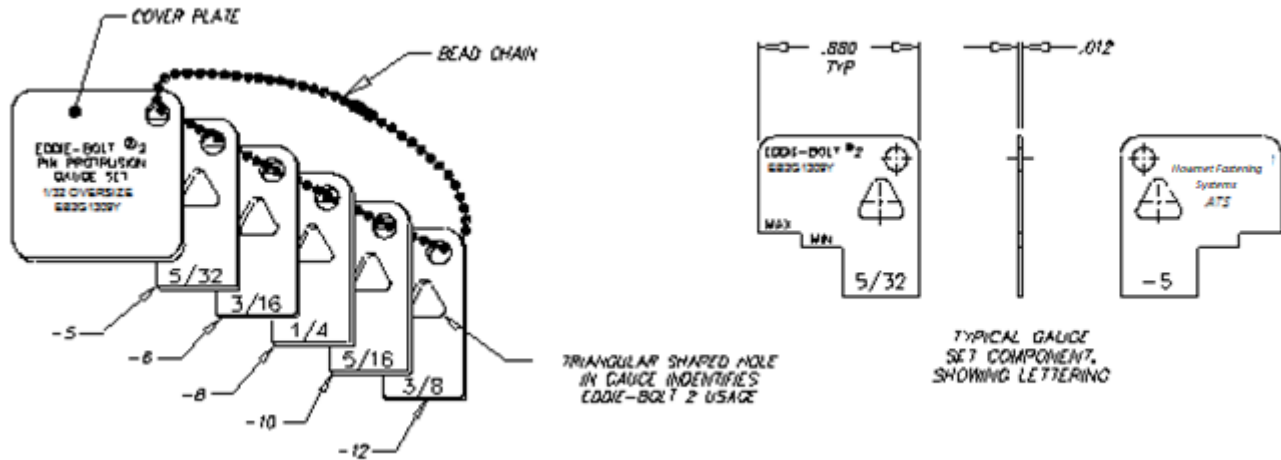 COVER PLATE
BEAD CHAIN
EDDIE-BOLT ® 2
PIN PROTRUSION
GAUGE SET
1/32 OVERSIZE
EB2G1309Y
5/32
3/16
1/4
5/16
3/8
-5
-6
-8
-10
-12
TRIANGULAR SHAPED HOLE
IN GAUGE INDENTIFIES
EDDIE-BOLT 2 USAGE
.880
TYP
.012
EDDIE-BOLT ® 2
EB2G1309Y
MAX
MIN
5/32
Howmet Fastening
Systems
ATS
-5
TYPICAL GAUGE
SET COMPONENT,
SHOWING LETTERING